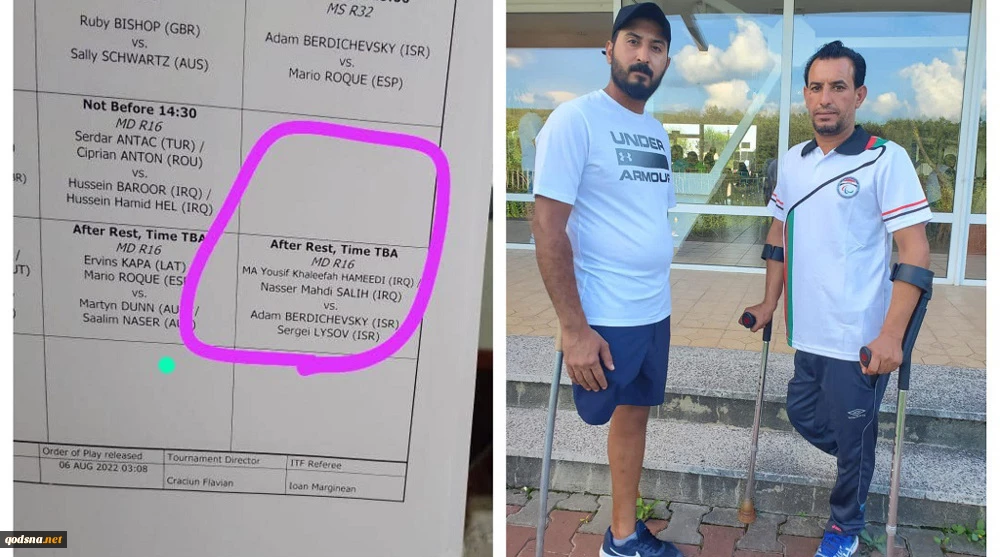 Ruby BISHOP (GBR)
vs.
Sally SCHWARTZ (AUS)
MS R32
Adam BERDICHEVSKY (ISR)
vs.
Mario ROQUE (ESP)
Not Before 14:30
MD R16
Serdar ANTAC (TUR) /
Ciprian ANTON (ROU)
vs.
Hussein BAROOR (IRQ) /
Hussein Hamid HEL (IRQ)
After Rest, Time TBA
MD R16
Ervins KAPA (LAT)
Mario ROQUE (ESP
vs.
Martyn DUNN (AU /
Saalim NASER (AU
After Rest, Time TBA
MD R16
MA Yousif Khaleefah HAMEEDI (IRQ) /
Nasser Mahdi SALIH (IRQ)
vs.
Adam BERDICHEVSKY (ISR)
Sergei LYSOV (ISR)
Order of Play released
06 AUG 2022 03:08
Tournament Director
Craciun Flavian
ITF Referee
Ioan Marginean
UNDER
ARMOUR
qodsna.net